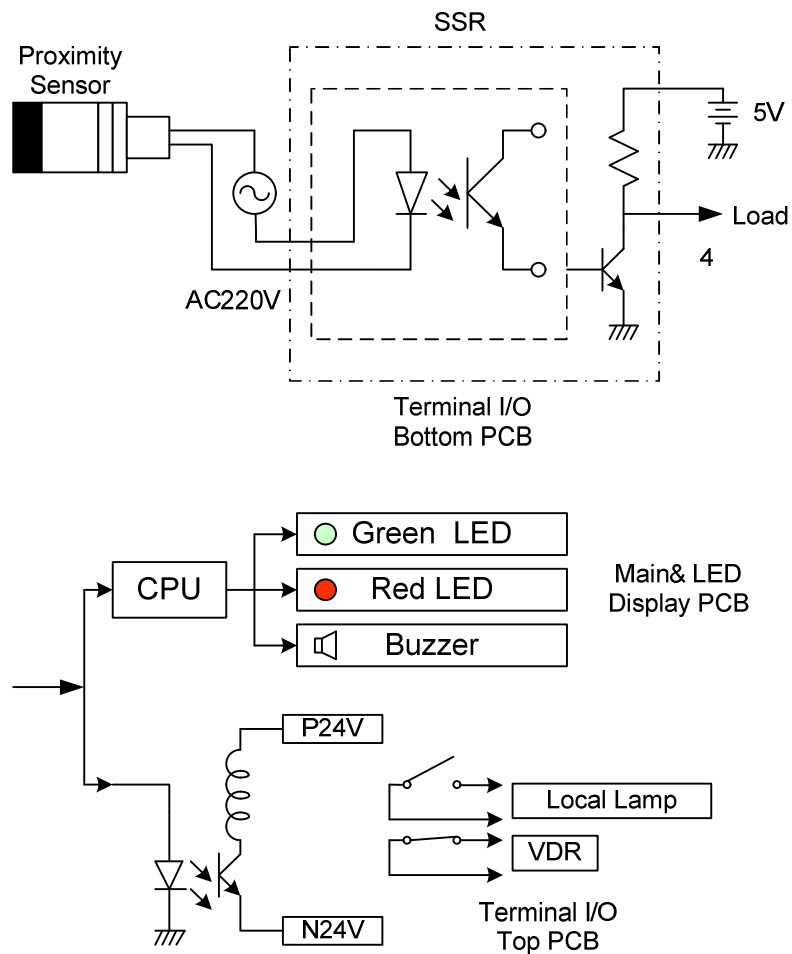 SSR
Proximity
Sensor
5V
Load
4
AC220V
Terminal I/O
Bottom PCB
Green LED
CPU
Red LED
Main& LED
Display PCB
Buzzer
P24V
Local Lamp
VDR
Terminal I/O
Top PCB
N24V